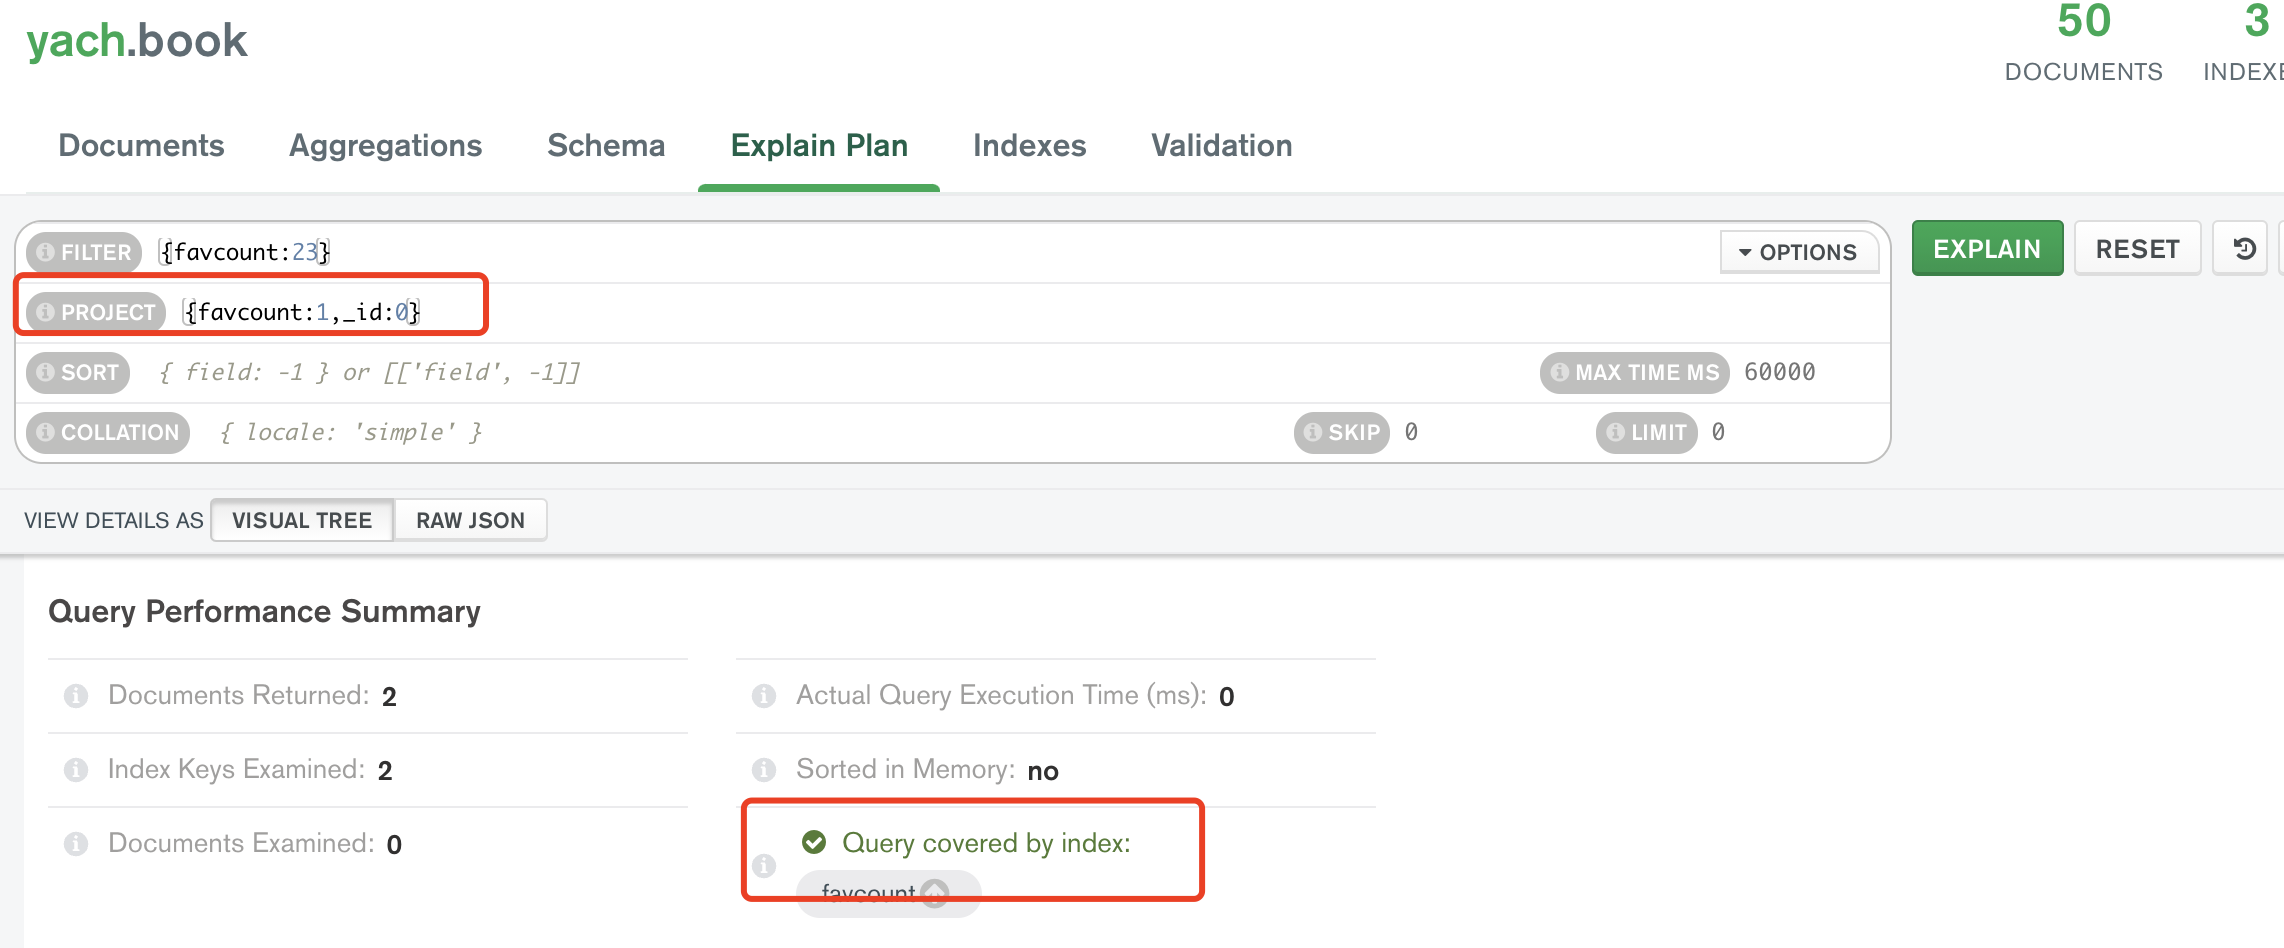 yach.book
50
3
DOCUMENTS
INDEXE
Documents
Aggregations
Schema
Explain Plan
Indexes
Validation
FILTER {favcount:23}
OPTIONS
EXPLAIN
RESET
PROJECT {favcount:1,_id:0}
SORT { field: -1 } or [['field', -1]]
MAX TIME MS 60000
COLLATION { locale: 'simple' }
SKIP 0
LIMIT 0
VIEW DETAILS AS
VISUAL TREE
RAW JSON
Query Performance Summary
Documents Returned: 2
Actual Query Execution Time (ms): 0
Index Keys Examined: 2
Sorted in Memory: no
Documents Examined: 0
Query covered by index:
favcount